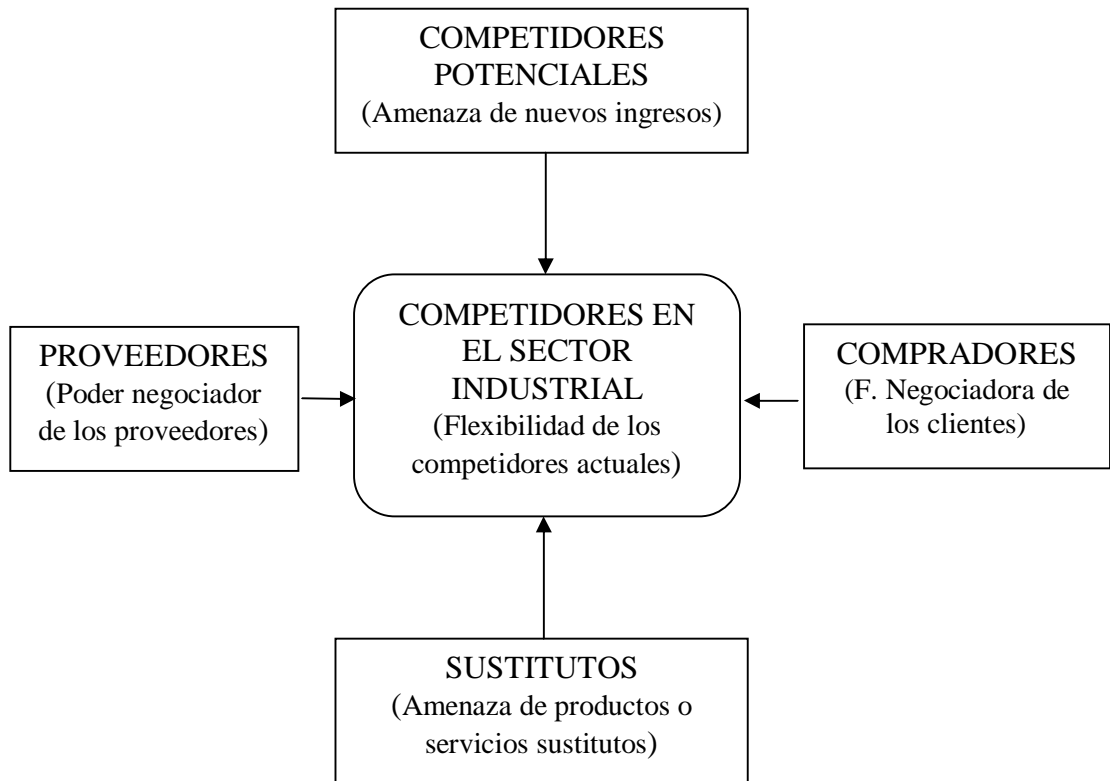 COMPETIDORES
POTENCIALES
(Amenaza de nuevos ingresos)
PROVEEDORES
(Poder negociador
de los proveedores)
COMPETIDORES EN
EL SECTOR
INDUSTRIAL
(Flexibilidad de los
competidores actuales)
COMPRADORES
(F. Negociadora de
los clientes)
SUSTITUTOS
(Amenaza de productos o
servicios sustitutos)